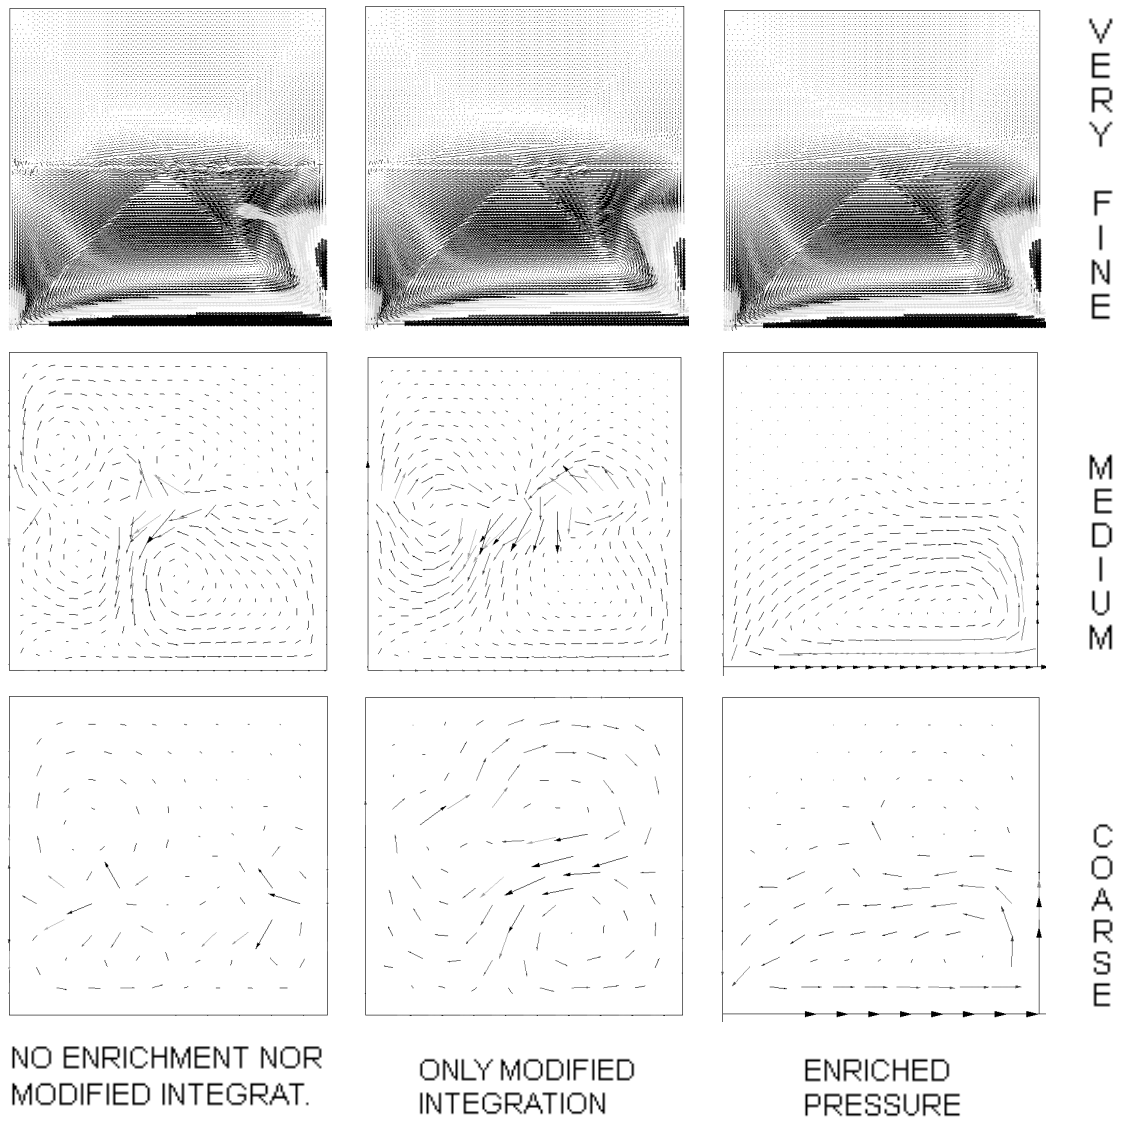 VERY FINE
MEDIUM
COARSE
NO ENRICHMENT NOR
MODIFIED INTEGRAT.
ONLY MODIFIED
INTEGRATION
ENRICHED
PRESSURE